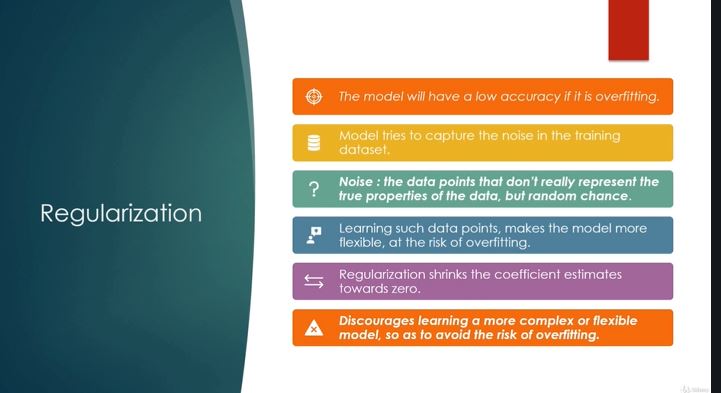 Regularization
The model will have a low accuracy if it is overfitting.
Model tries to capture the noise in the training
dataset.
?
Noise : the data points that don't really represent the
true properties of the data, but random chance.
Learning such data points, makes the model more
flexible, at the risk of overfitting.
Regularization shrinks the coefficient estimates
towards zero.
Discourages learning a more complex or flexible
model, so as to avoid the risk of overfitting.